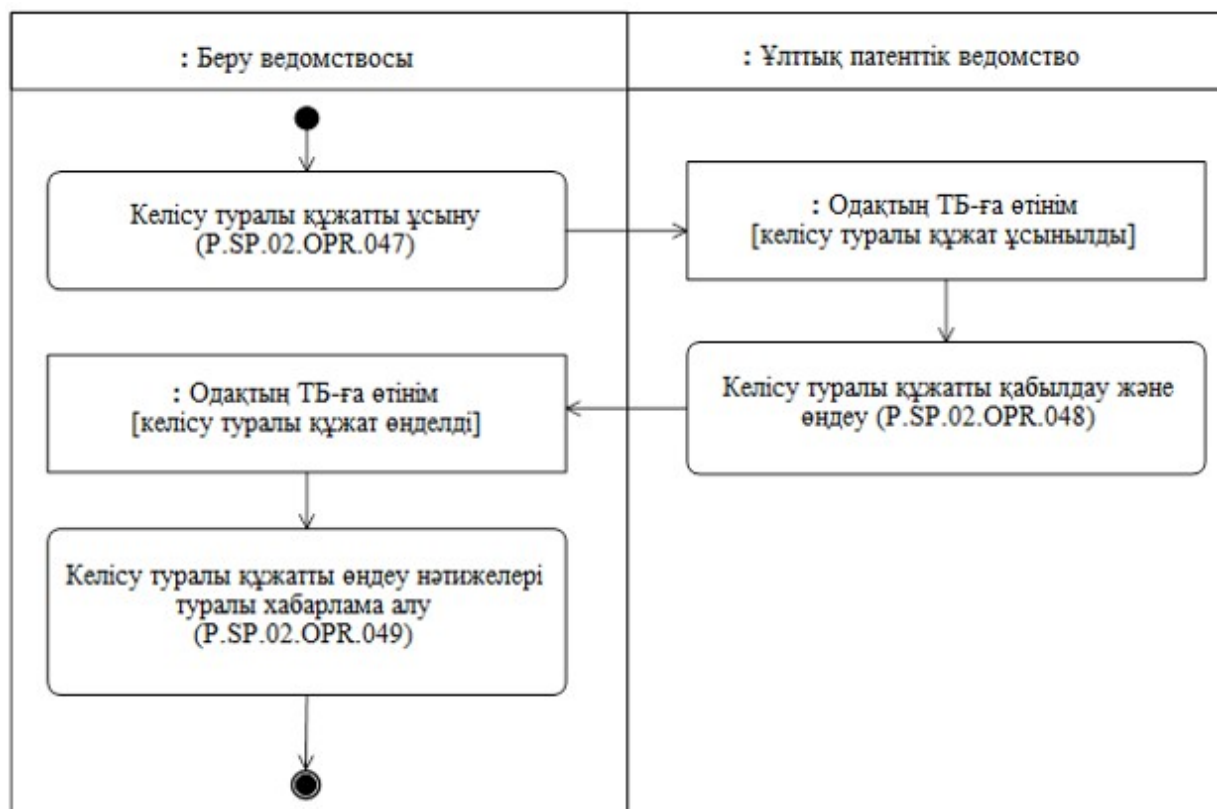 : Беру ведомствосы
: Ұлттық патенттік ведомство
Келісу туралы құжатты ұсыну
(P.SP.02.OPR.047)
: Одақтың ТБ-ға өтінім
[келісу туралы құжат ұсынылды]
Келісу туралы құжатты қабылдау және
өңдеу (P.SP.02.OPR.048)
: Одақтың ТБ-ға өтінім
[келісу туралы құжат өңделді]
Келісу туралы құжатты өңдеу нәтижелері
туралы хабарлама алу
(P.SP.02.OPR.049)